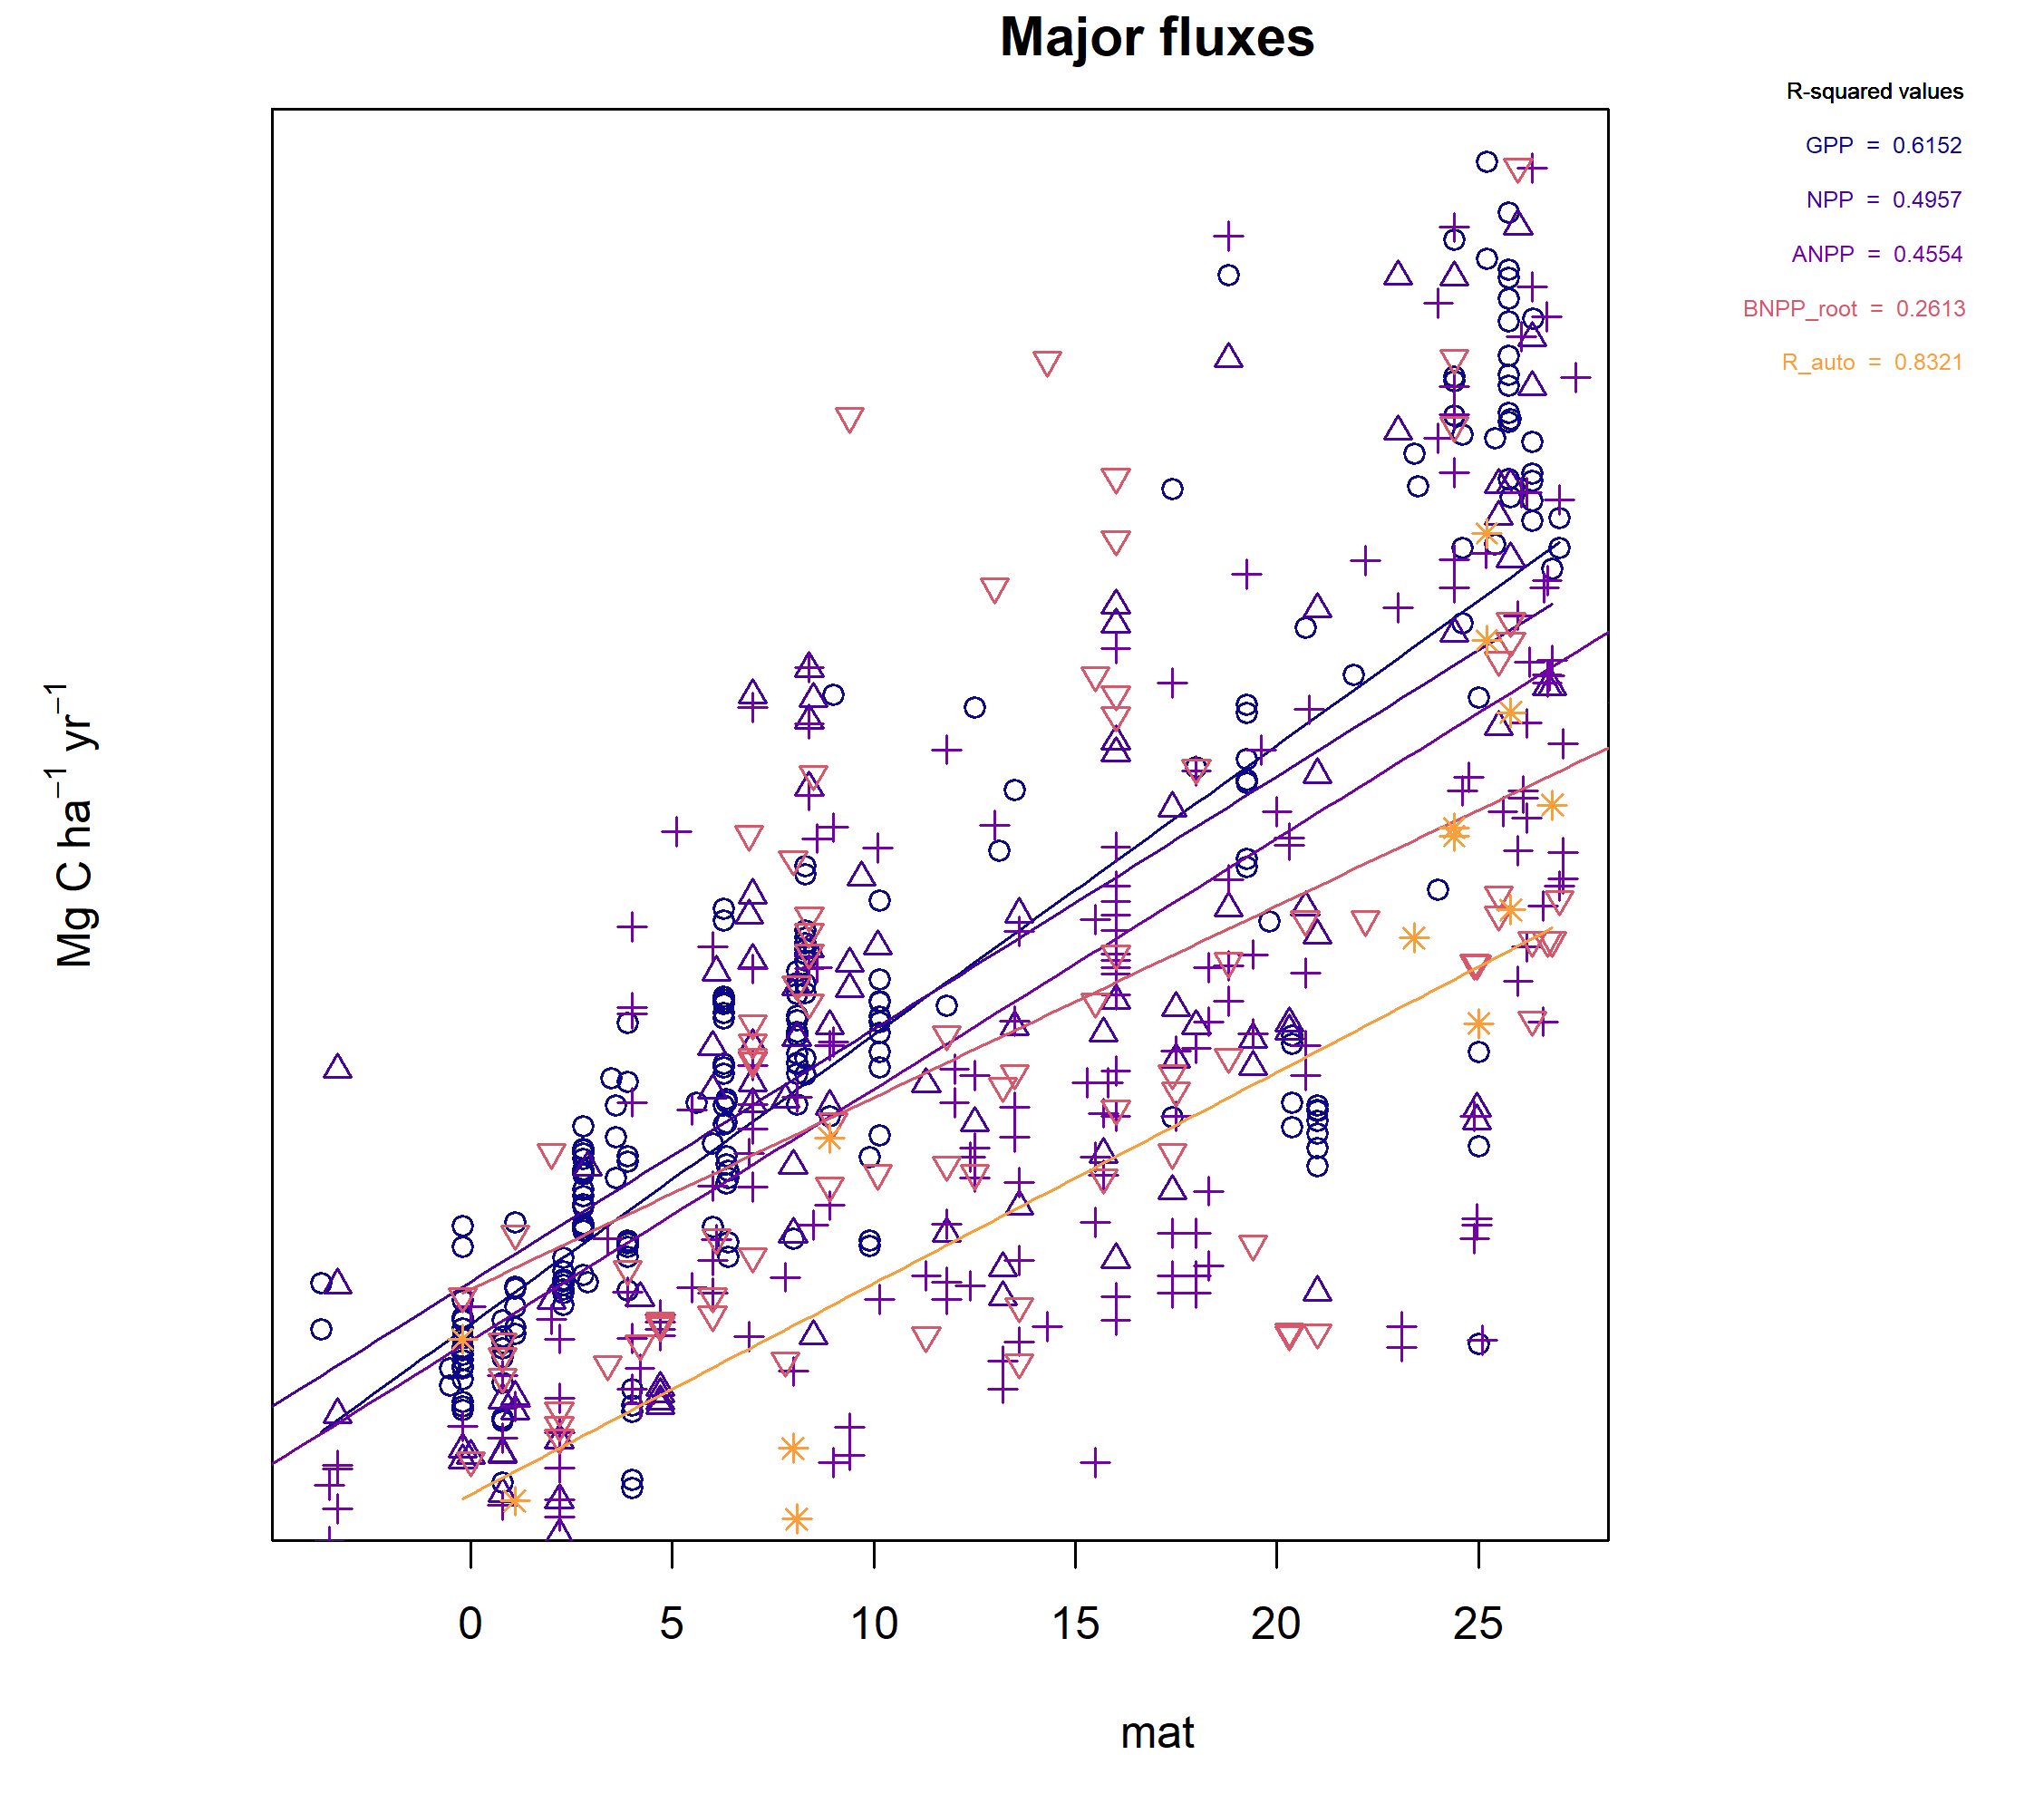 Major fluxes
R-squared values
GPP = 0.6152
NPP = 0.4957
ANPP = 0.4554
BNPP_root = 0.2613
R_auto = 0.8321
Mg C ha⁻¹ yr⁻¹
0 5 10 15 20 25
mat